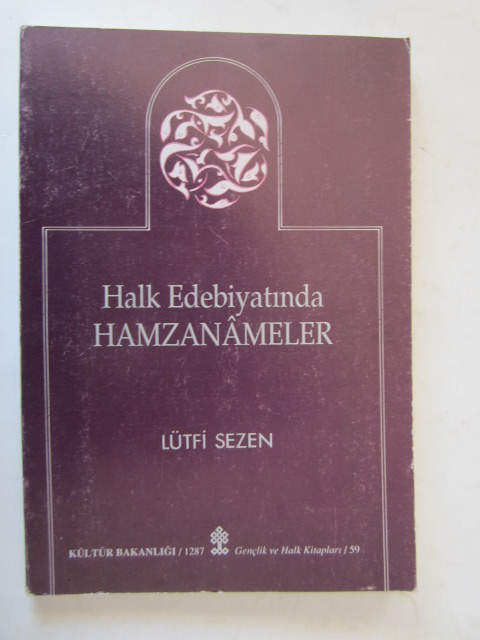 Halk Edebiyatında
HAMZANÂMELER
LÜTFİ SEZEN
KÜLTÜR BAKANLIĞI / 1287 Gençlik ve Halk Kitapları / 59